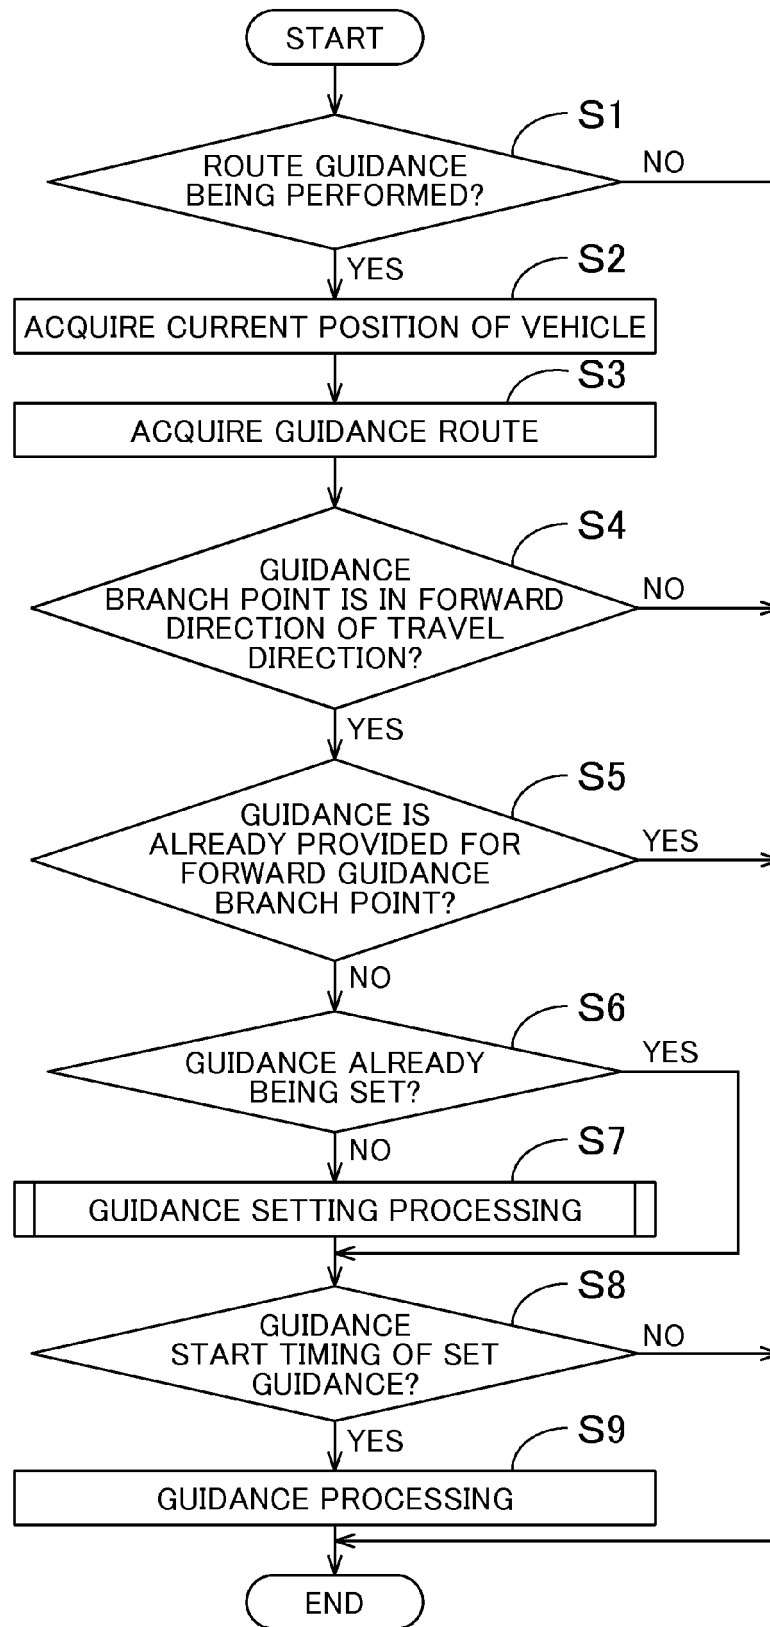 START
S1
ROUTE GUIDANCE
BEING PERFORMED?
NO
YES
S2
ACQUIRE CURRENT POSITION OF VEHICLE
S3
ACQUIRE GUIDANCE ROUTE
S4
GUIDANCE
BRANCH POINT IS IN FORWARD
DIRECTION OF TRAVEL
DIRECTION?
NO
YES
S5
GUIDANCE IS
ALREADY PROVIDED FOR
FORWARD GUIDANCE
BRANCH POINT?
YES
NO
S6
GUIDANCE ALREADY
BEING SET?
YES
NO
S7
GUIDANCE SETTING PROCESSING
S8
GUIDANCE
START TIMING OF SET
GUIDANCE?
NO
YES
S9
GUIDANCE PROCESSING
END